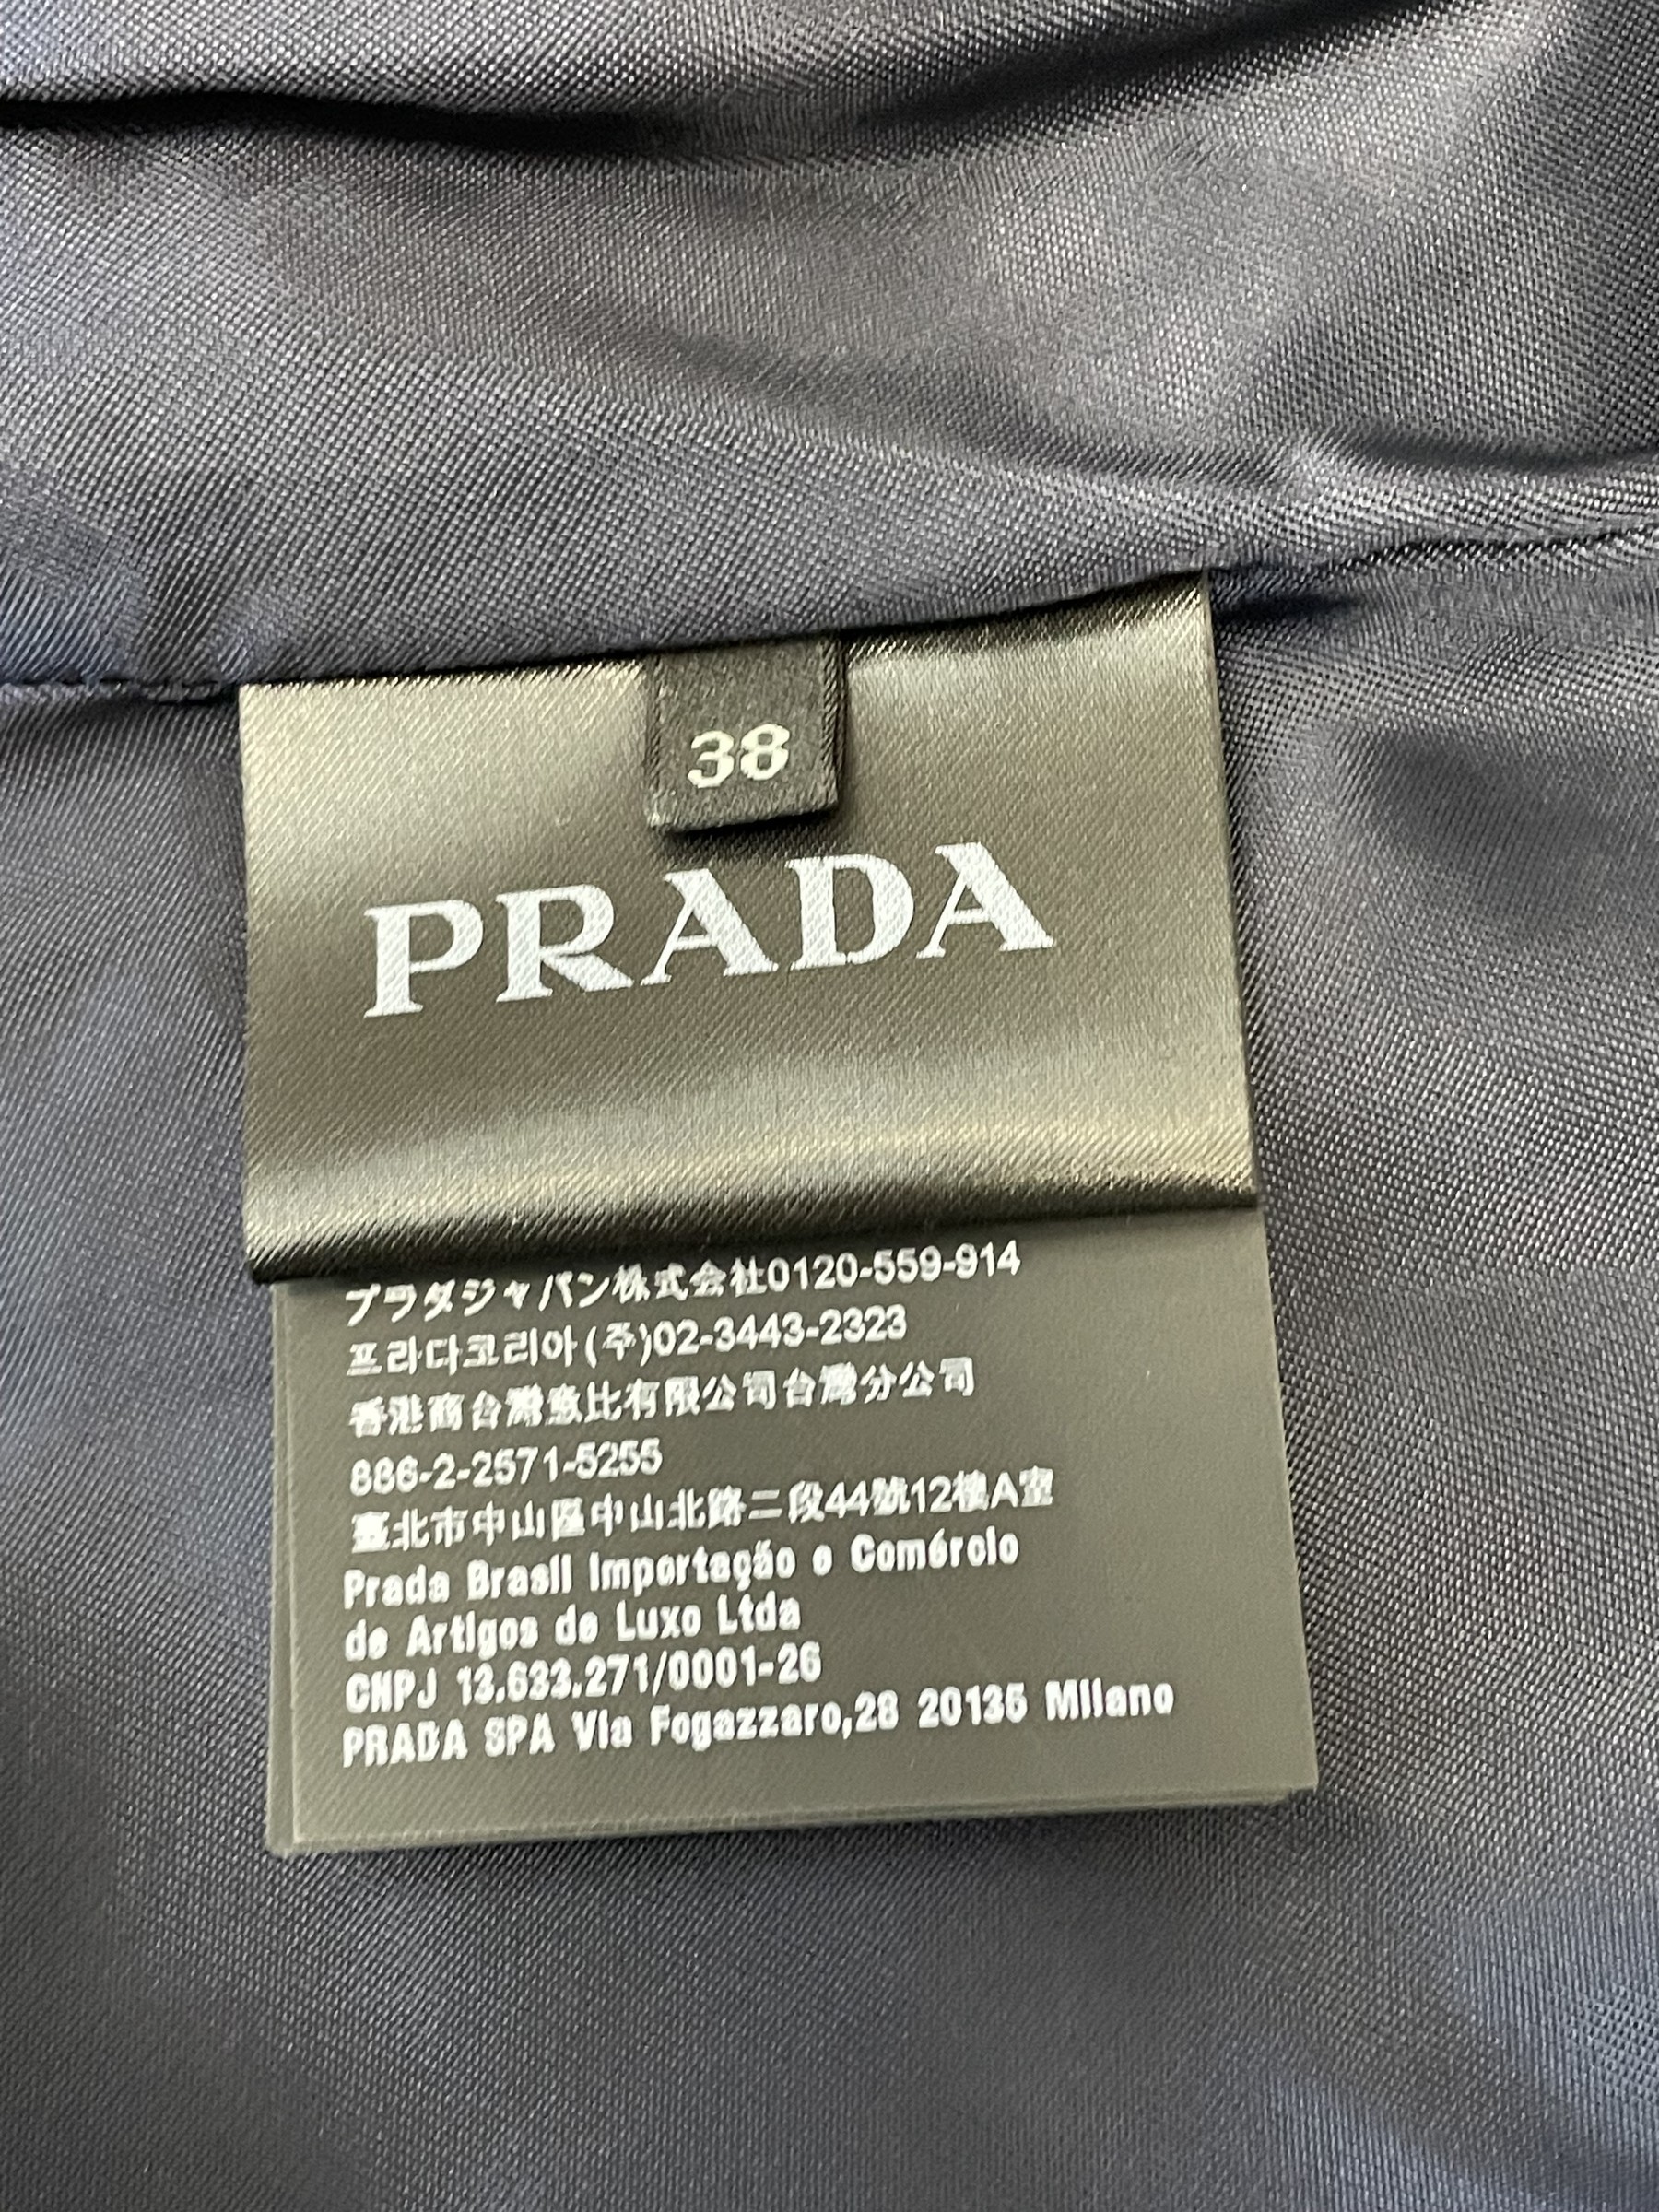 38
PRADA
プラダジャパン株式会社0120-559-914
프라다코리아(주)02-3443-2323
香港商台灣意比有限公司台灣分公司
886-2-2571-5255
臺北市中山區中山北路二段44號12樓A室
Prada Brasil Importação e Comércio
de Artigos de Luxo Ltda
CNPJ 13.633.271/0001-26
PRADA SPA Via Fogazzaro,28 20135 Milano